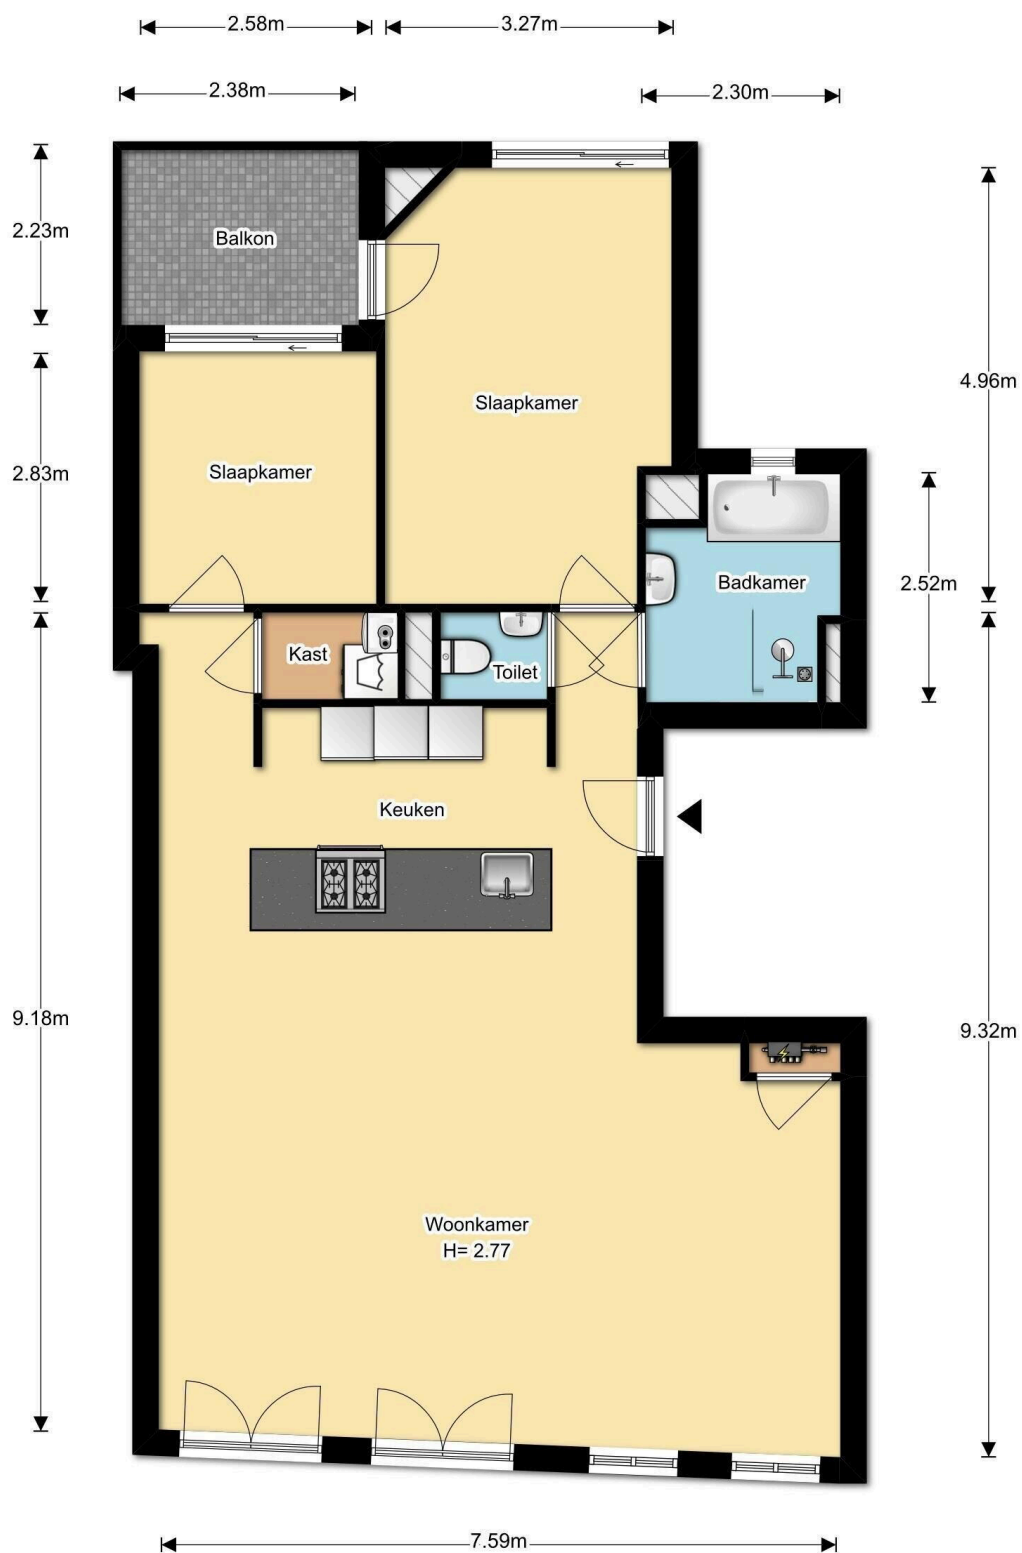 2.58m
3.27m
2.38m
2.30m
2.23m
Balkon
4.96m
Slaapkamer
2.83m
Slaapkamer
Badkamer
2.52m
Kast
Toilet
Keuken
9.18m
9.32m
Woonkamer
H= 2.77
7.59m